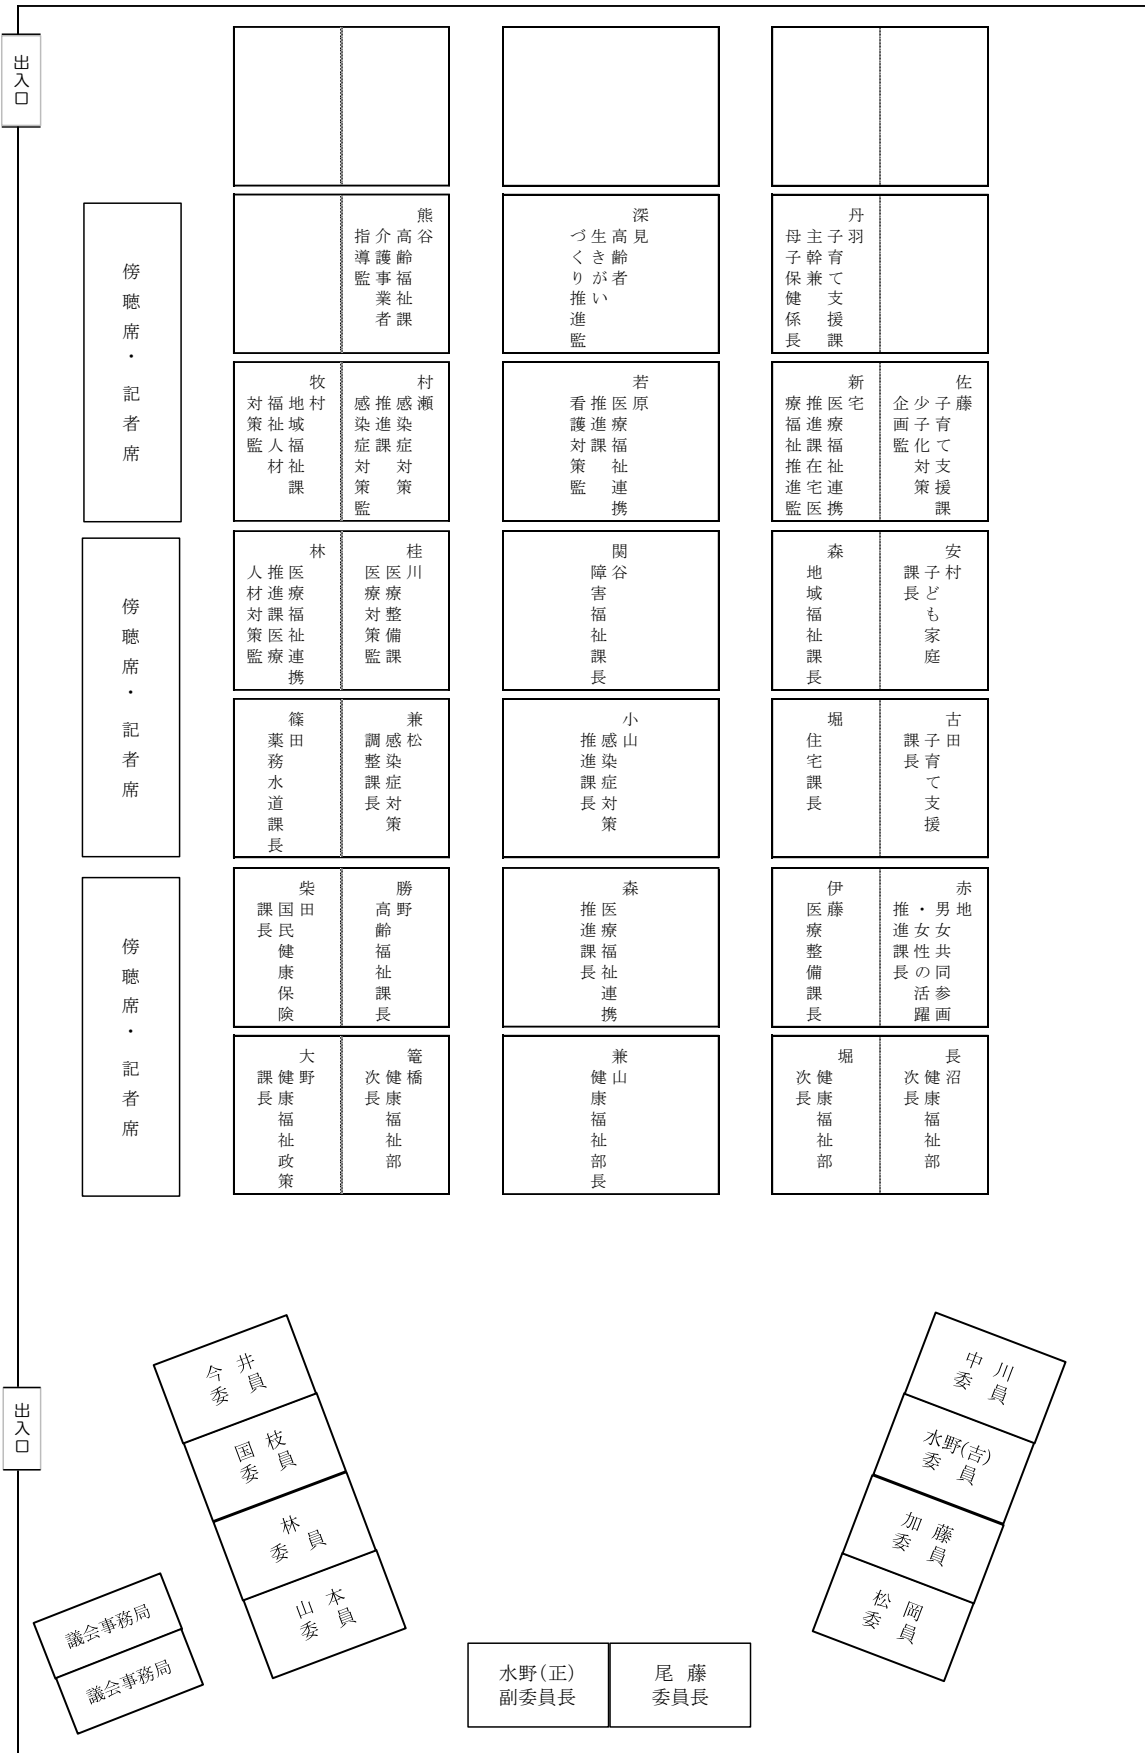 出入口
熊谷
高齢福祉課
介護事業者
指導監
深見
高齢者
生きがい
づくり推進監
丹羽
子育て支援課
主幹兼
母子保健係長
傍聴席・記者席
牧村
地域福祉課
福祉人材
対策監
村瀬
感染症対策
推進課
感染症対策監
若原
医療福祉連携
推進課
看護対策監
新宅
医療福祉連携
推進課在宅医
療福祉推進監
佐藤
子育て支援課
少子化対策
企画監
林
医療福祉連携
推進課医療
人材対策監
桂川
医療整備課
医療対策監
関谷
障害福祉課長
森
地域福祉課長
安村
子ども家庭
課長
傍聴席・記者席
篠田
薬務水道課長
兼松
感染症対策
調整課長
小山
感染症対策
推進課長
堀
住宅課長
古田
子育て支援
課長
柴田
国民健康保険
課長
勝野
高齢福祉課長
森
医療福祉連携
推進課長
伊藤
医療整備課長
赤地
男女共同参画
・女性の活躍
推進課長
傍聴席・記者席
大野
健康福祉政策
課長
篭橋
健康福祉部
次長
兼山
健康福祉部長
堀
健康福祉部
次長
長沼
健康福祉部
次長
出入口
今井
委員
国枝
委員
林
委員
山本
委員
中川
委員
水野(吉)
委員
加藤
委員
松岡
委員
議会事務局
議会事務局
水野(正)
副委員長
尾藤
委員長